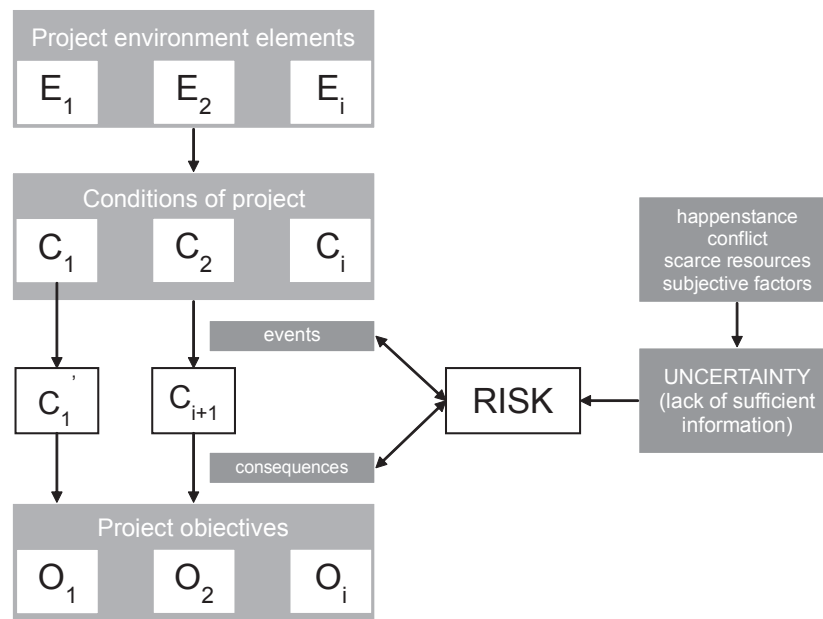 Project environment elements
E1 E2 Ei
Conditions of project
C1 C2 Ci
happenstance
conflict
scarce resources
subjective factors
events
C1’ Ci+1
RISK
UNCERTAINTY
(lack of sufficient
information)
consequences
Project objectives
O1 O2 Oi